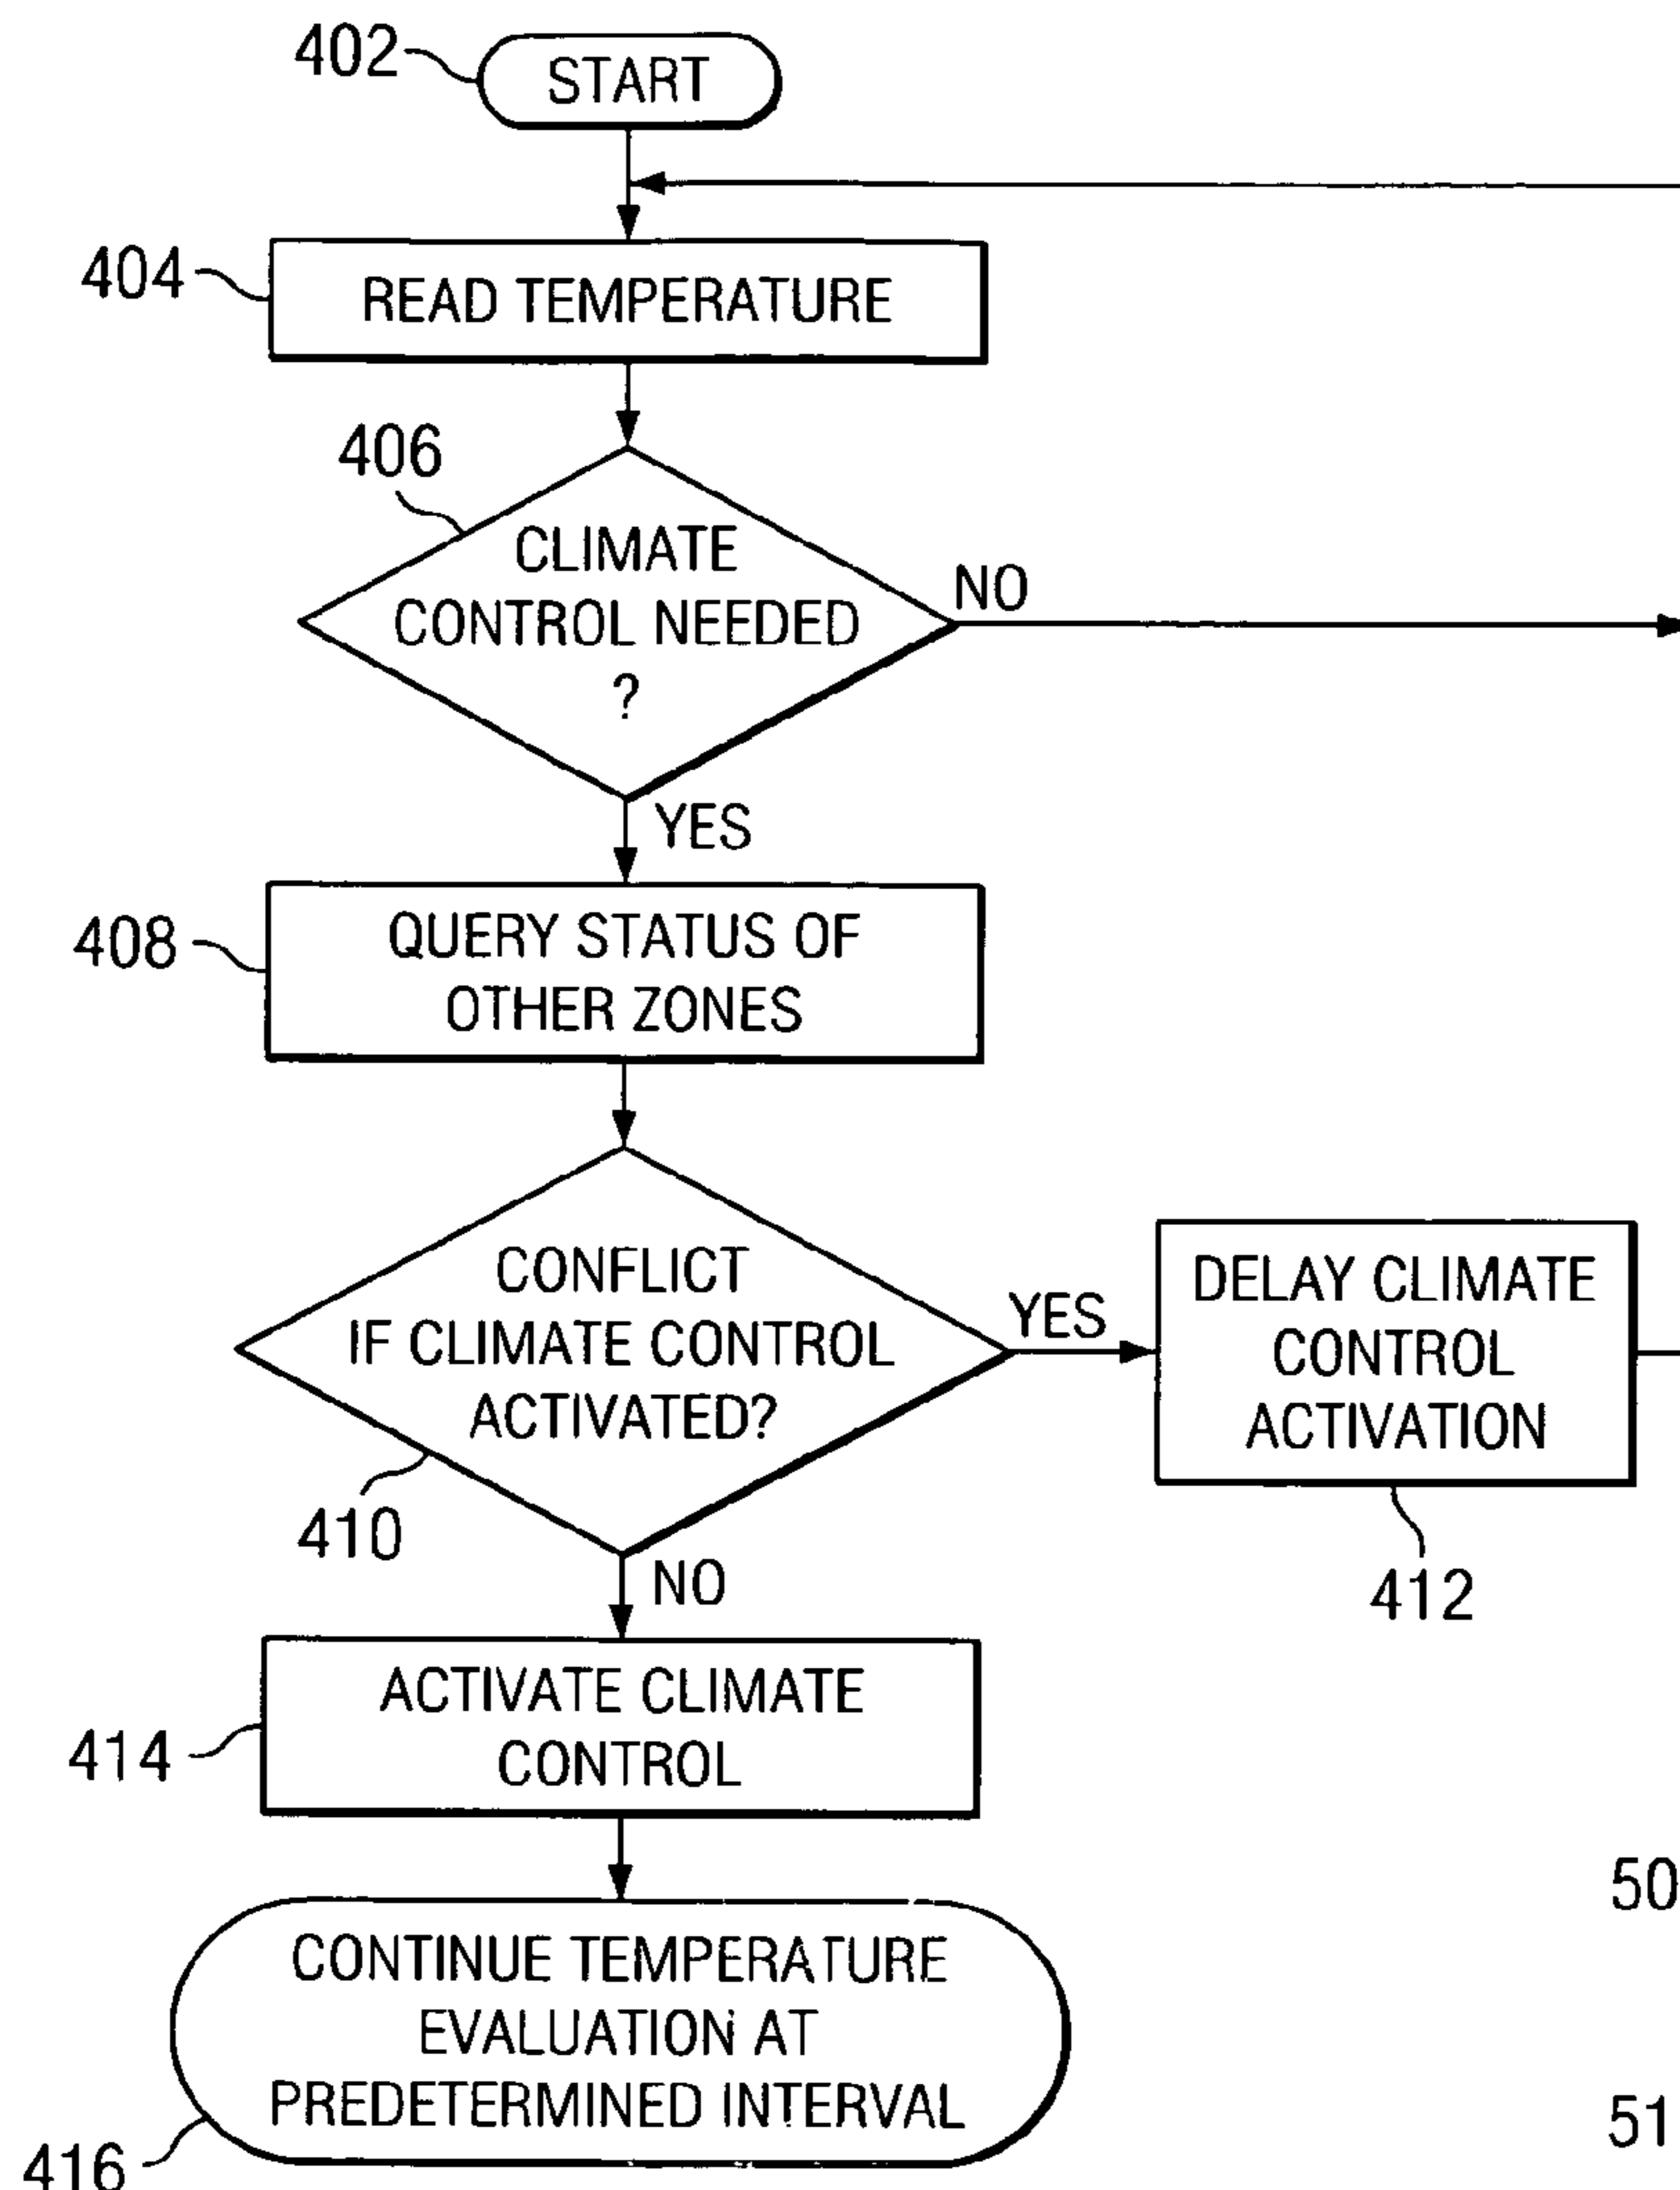 402
START
404
READ TEMPERATURE
406
CLIMATE
CONTROL NEEDED
?
NO
YES
408
QUERY STATUS OF
OTHER ZONES
CONFLICT
IF CLIMATE CONTROL
ACTIVATED?
410
YES
DELAY CLIMATE
CONTROL
ACTIVATION
412
NO
414
ACTIVATE CLIMATE
CONTROL
CONTINUE TEMPERATURE
EVALUATION AT
PREDETERMINED INTERVAL
416
50
51